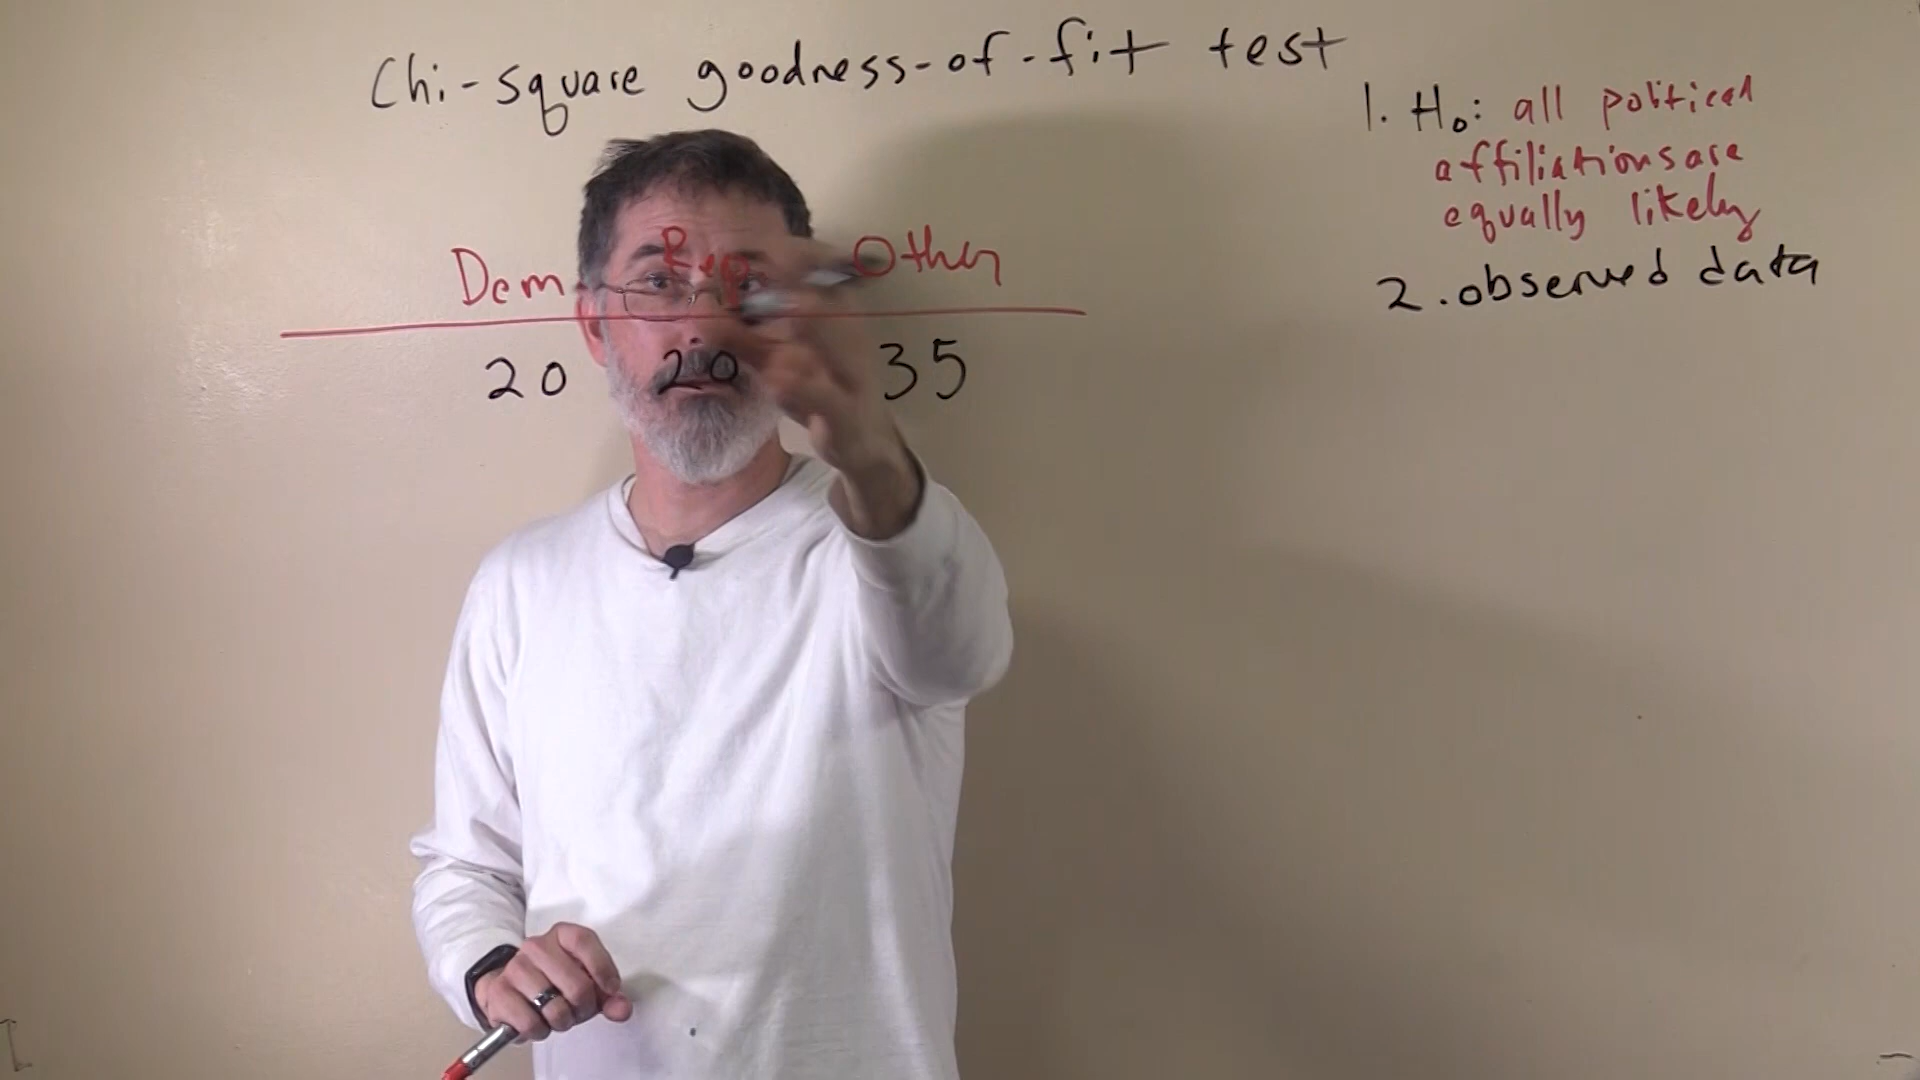 Chi-square goodness-of-fit test
1. H₀: all political
affiliations are
equally likely
2. observed data
Dem Rep Other
20 20 35